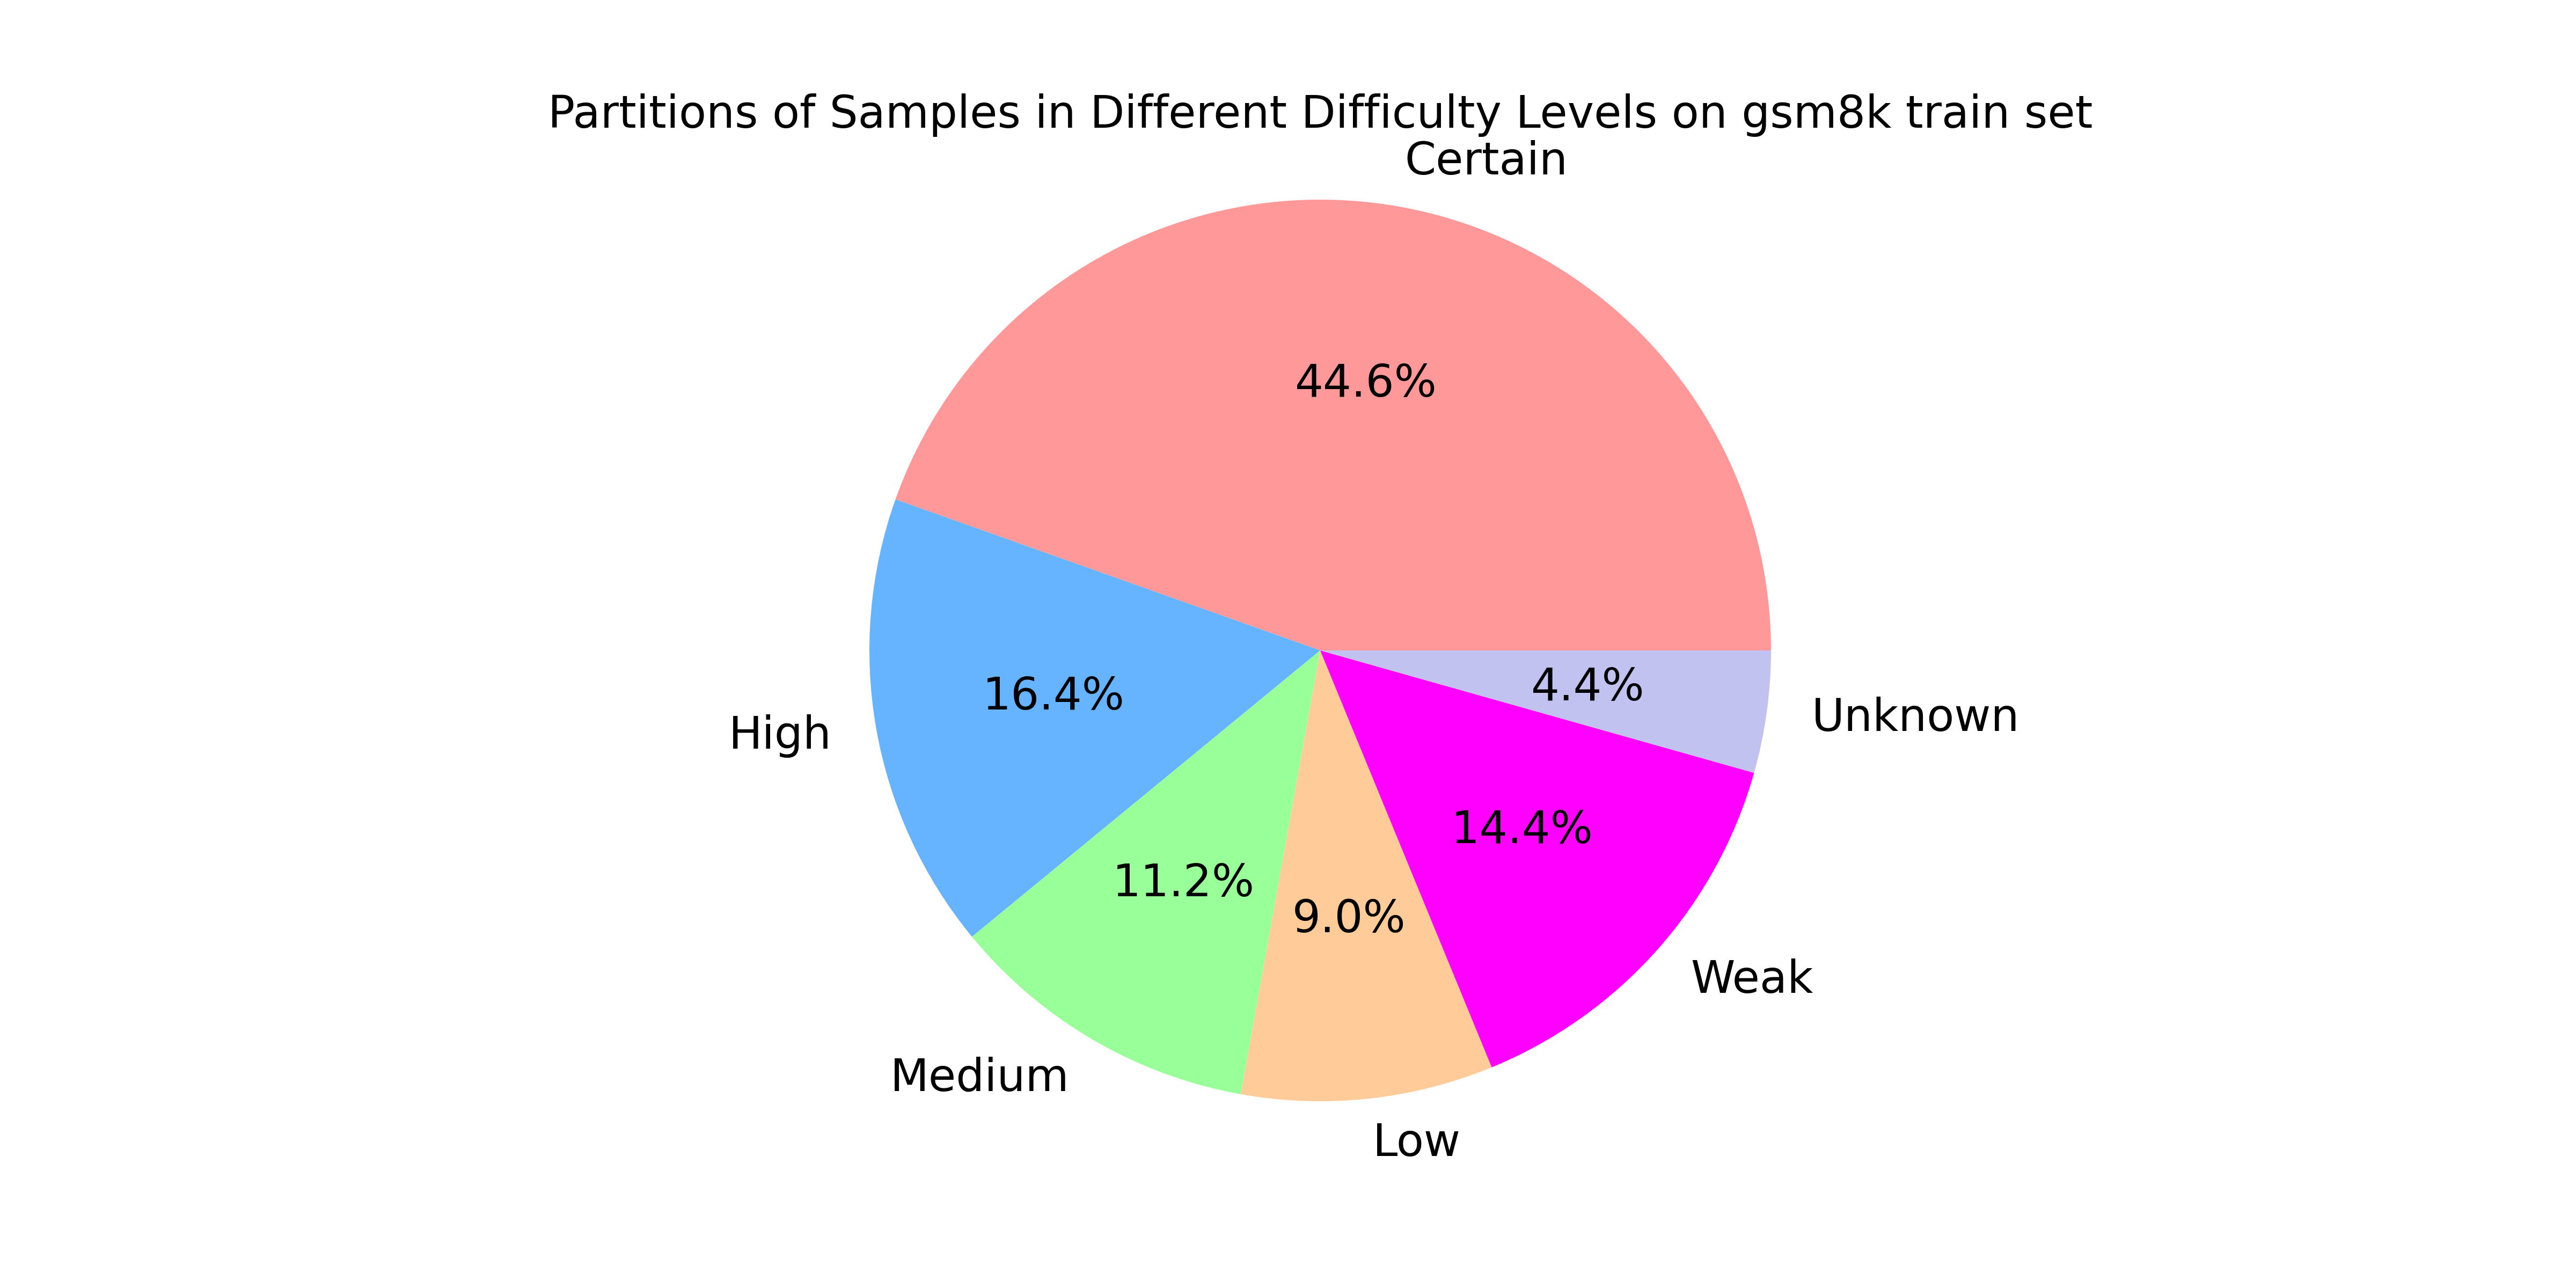 Partitions of Samples in Different Difficulty Levels on gsm8k train set
Certain
44.6%
16.4%
High
4.4%
Unknown
14.4%
11.2%
9.0%
Weak
Medium
Low